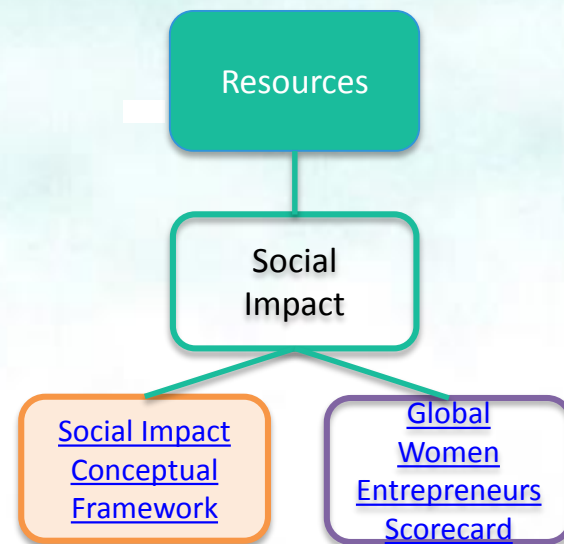 Resources
Social
Impact
Social Impact
Conceptual
Framework
Global
Women
Entrepreneurs
Scorecard